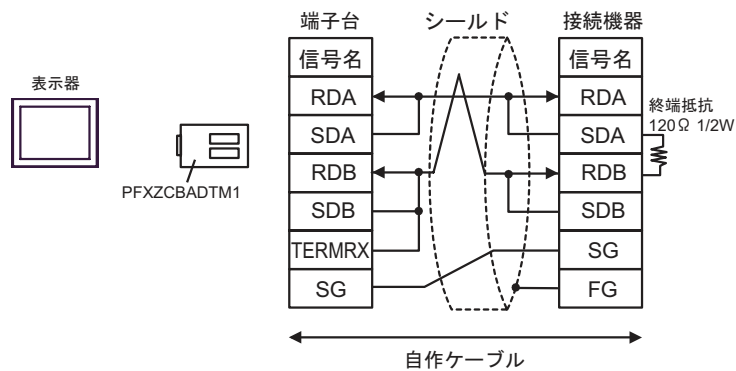 端子台
シールド
接続機器
信号名
信号名
表示器
RDA
RDA
終端抵抗
120Ω 1/2W
SDA
SDA
RDB
RDB
PFXZCBADTM1
SDB
SDB
TERMRX
SG
SG
FG
自作ケーブル